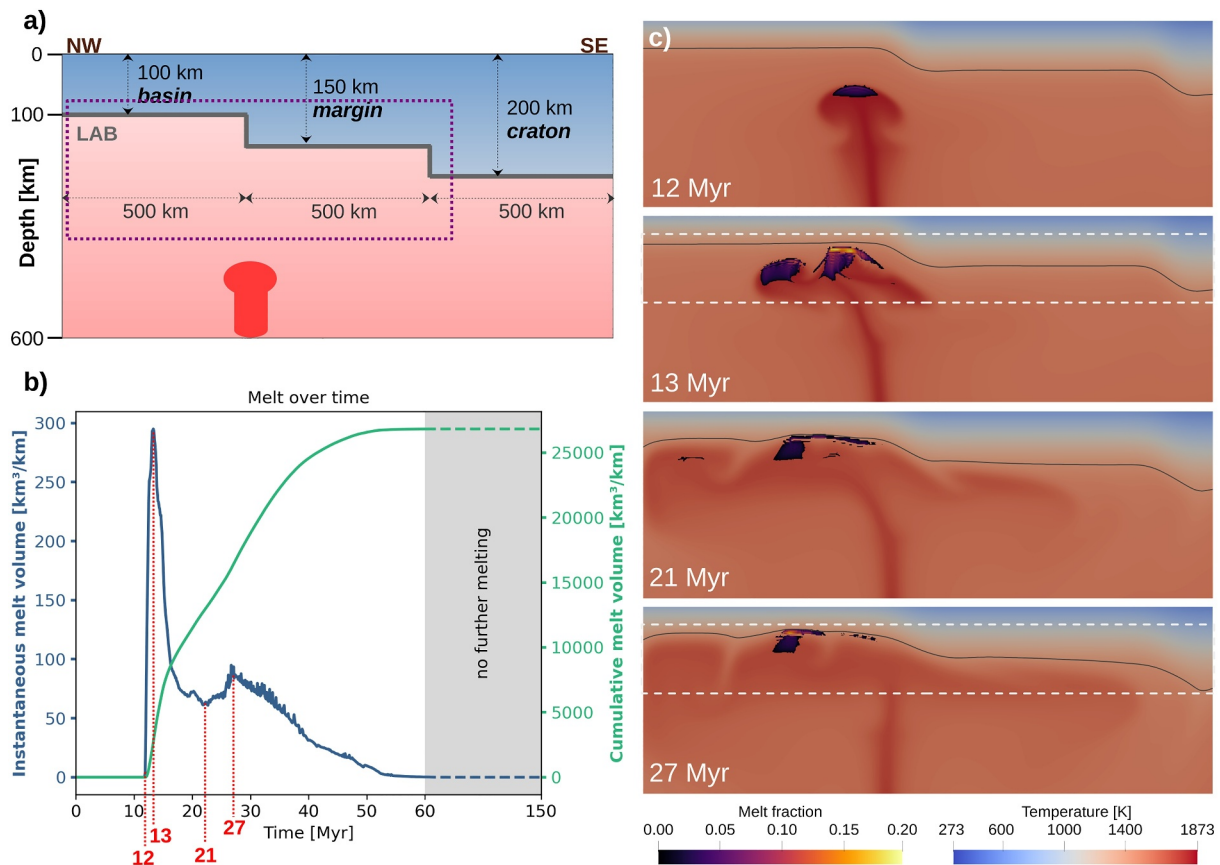 a)
NW
SE
0
100 km
basin
150 km
margin
200 km
craton
100
LAB
Depth [km]
500 km
500 km
500 km
600
b)
Melt over time
300
250
200
150
100
50
0
Instantaneous melt volume [km³/km]
25000
20000
15000
10000
5000
0
Cumulative melt volume [km³/km]
no further melting
0
10
20
30
40
50
60
150
Time [Myr]
12
13
21
27
c)
12 Myr
13 Myr
21 Myr
27 Myr
Melt fraction
0.00
0.05
0.10
0.15
0.20
Temperature [K]
273
600
1000
1400
1873